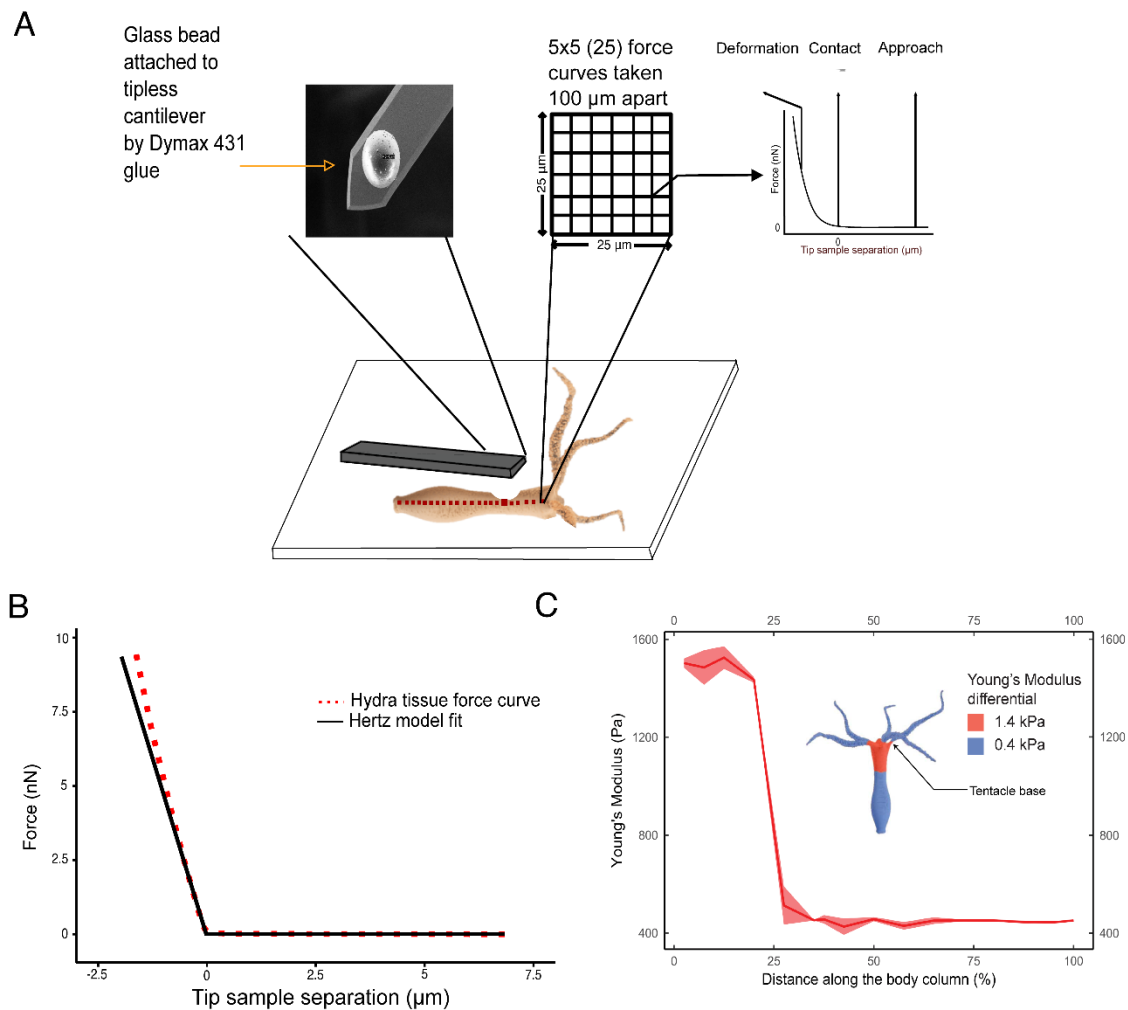 A
Glass bead
attached to
tipless
cantilever
by Dymax 431
glue
5x5 (25) force
curves taken
100 µm apart
25 µm
25 µm
Deformation Contact Approach
Force (nN)
0
0
Tip sample separation (µm)
B
10
7.5
5
2.5
0
Force (nN)
-2.5 0 2.5 5 7.5
Tip sample separation (µm)
Hydra tissue force curve
Hertz model fit
C
0 25 50 75 100
1600
1200
800
400
Young's Modulus (Pa)
1600
1200
800
400
Young's Modulus
differential
1.4 kPa
0.4 kPa
Tentacle base
0 25 50 75 100
Distance along the body column (%)